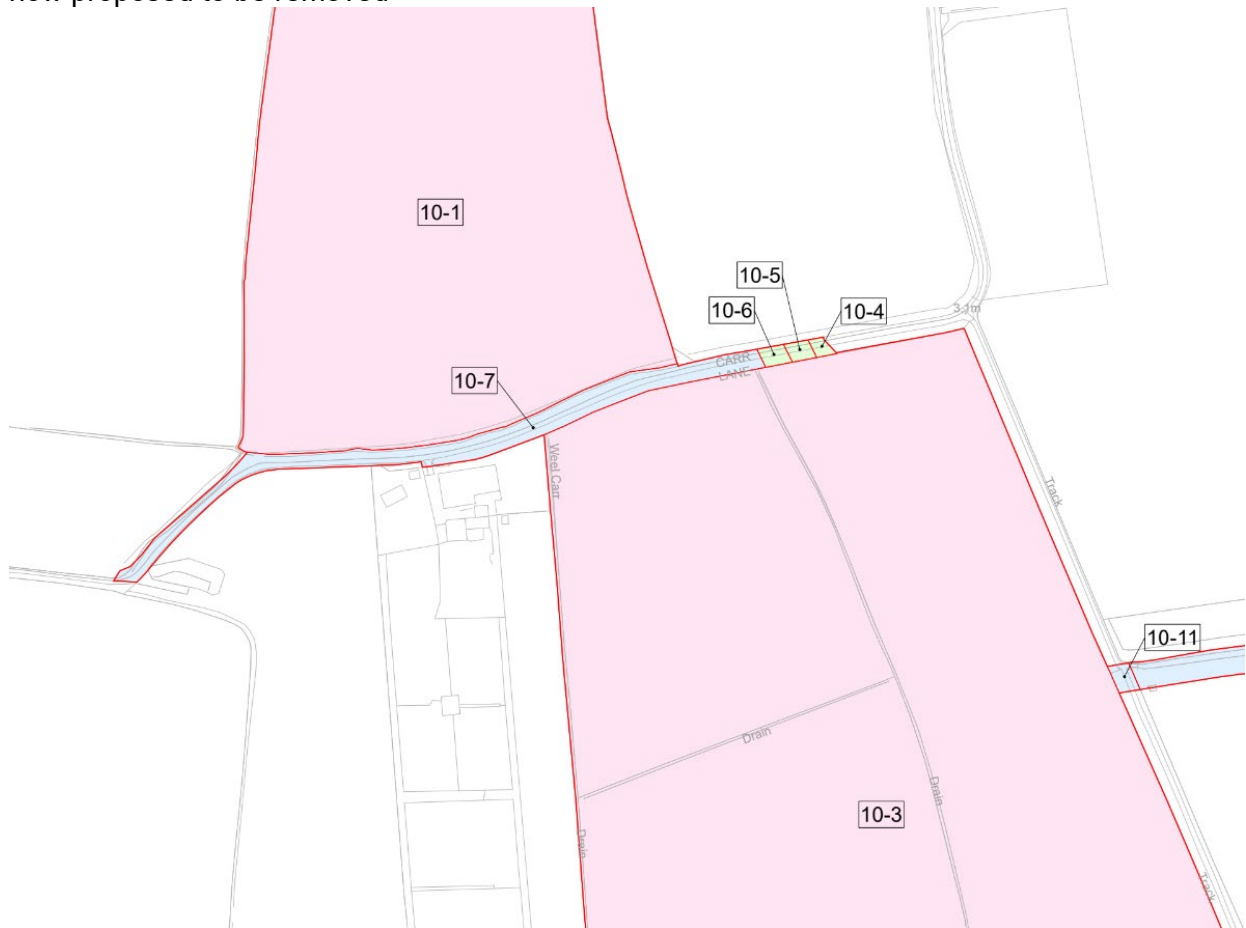 now proposed to be removed
10-1
10-5
10-6
10-4
3.1m
CARR
LANE
10-7
Weel Carr
Track
10-11
Drain
Drain
10-3
Drain
Track